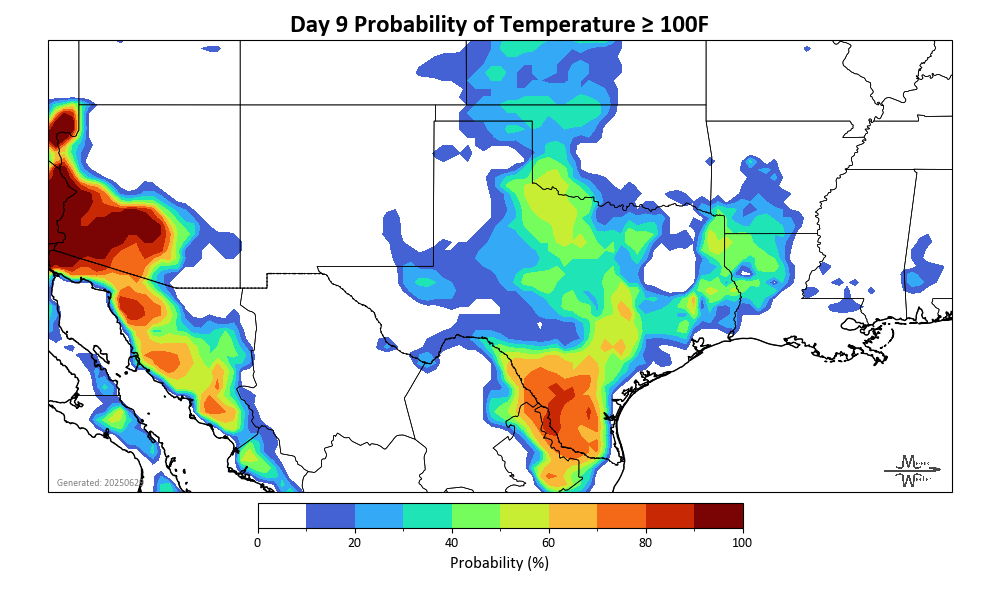 Day 9 Probability of Temperature ≥ 100F
Generated: 2025062
M
W
0 20 40 60 80 100
Probability (%)